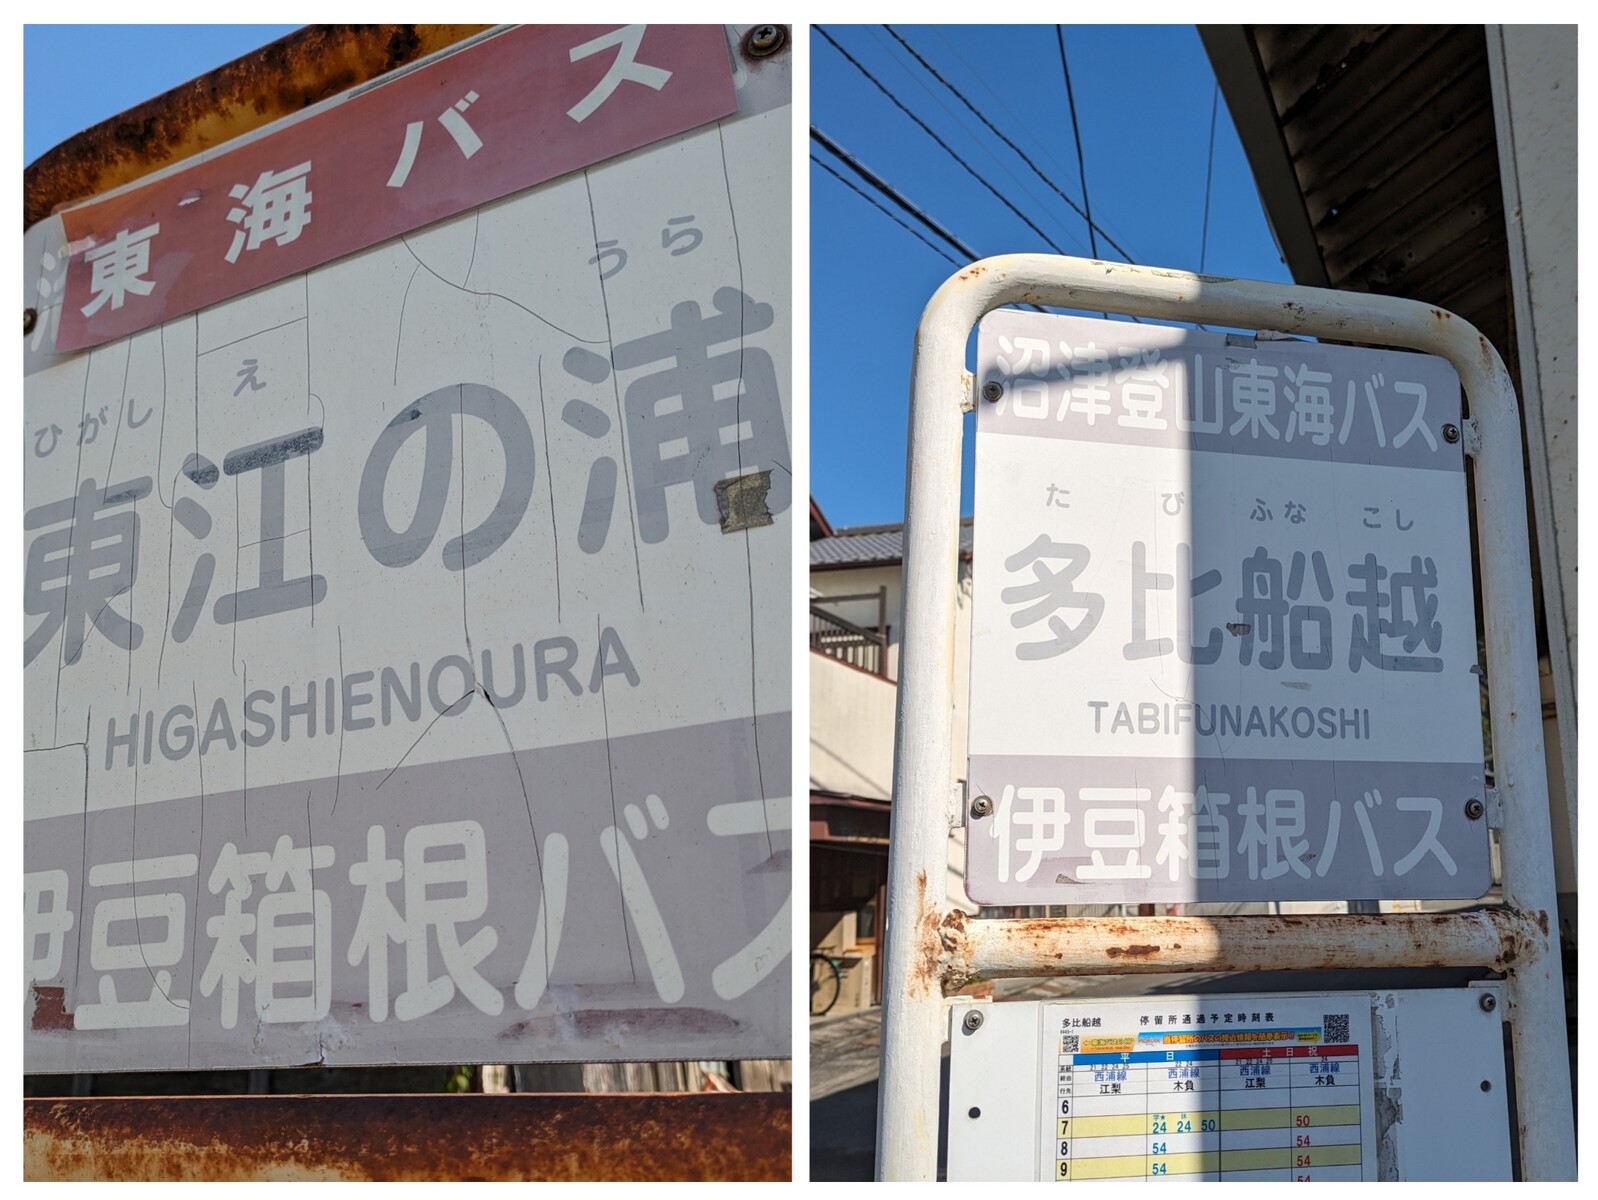 東海バス
うら
え
ひがし
東江の浦
HIGASHIENOURA
伊豆箱根バス
沼津登山東海バス
た び ふな こし
多比船越
TABIFUNAKOSHI
伊豆箱根バス
多比船越 停留所通過予定時刻表
平日 土日祝
西浦線 西浦線 西浦線 西浦線
行先 江梨 木負 江梨 木負
6
7 24 24 50 50
8 54 54
9 54 54